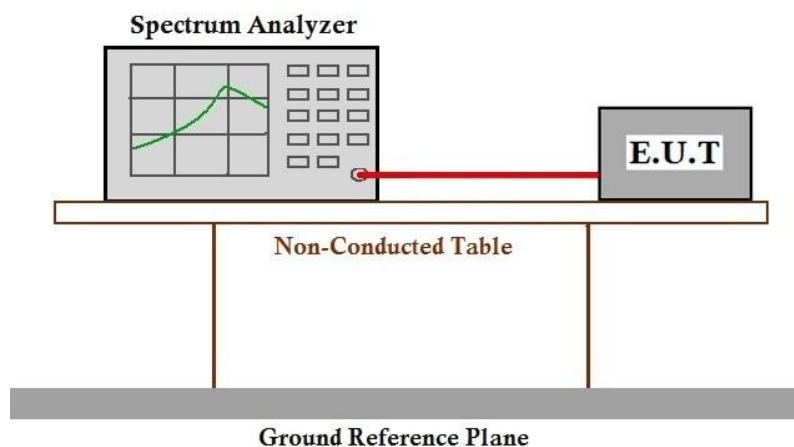 Spectrum Analyzer
E.U.T
Non-Conducted Table
Ground Reference Plane